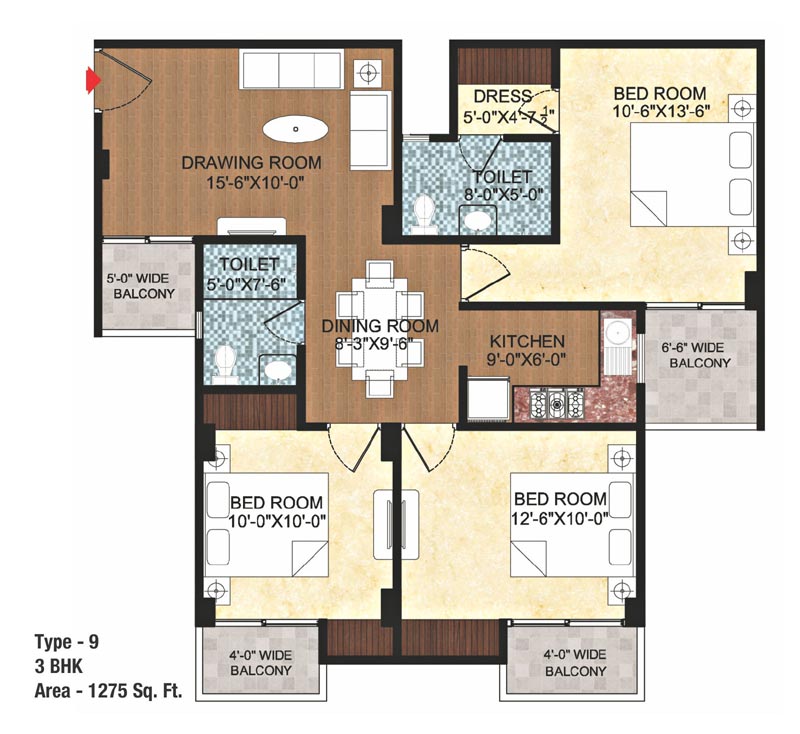 DRESS
5'-0"X4'-7 1/2"
BED ROOM
10'-6"X13'-6"
DRAWING ROOM
15'-6"X10'-0"
TOILET
8'-0"X5'-0"
5'-0" WIDE
BALCONY
TOILET
5'-0"X7'-6"
DINING ROOM
8'-3"X9'-6"
KITCHEN
9'-0"X6'-0"
6'-6" WIDE
BALCONY
BED ROOM
10'-0"X10'-0"
BED ROOM
12'-6"X10'-0"
4'-0" WIDE
BALCONY
4'-0" WIDE
BALCONY
Type - 9
3 BHK
Area - 1275 Sq. Ft.